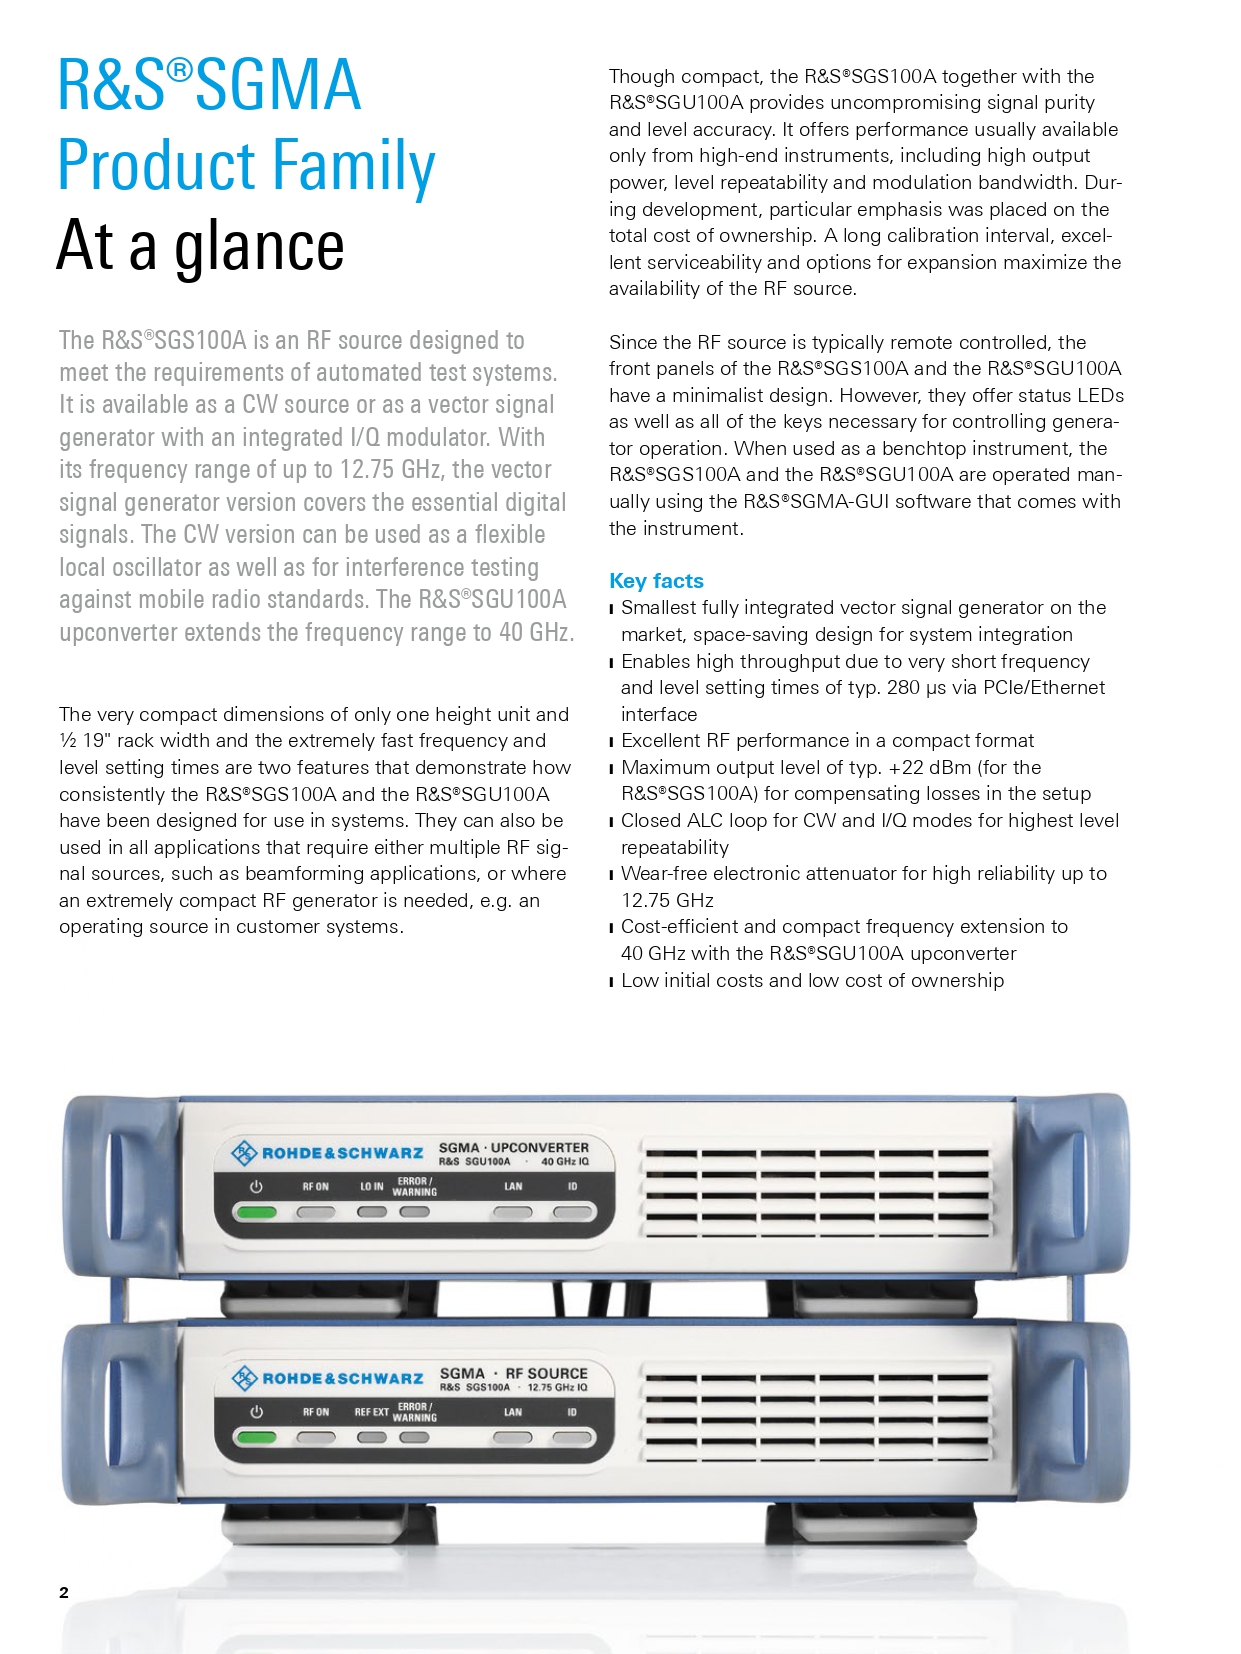 R&S®SGMA
Product Family
At a glance
The R&S®SGS100A is an RF source designed to
meet the requirements of automated test systems.
It is available as a CW source or as a vector signal
generator with an integrated I/Q modulator. With
its frequency range of up to 12.75 GHz, the vector
signal generator version covers the essential digital
signals. The CW version can be used as a flexible
local oscillator as well as for interference testing
against mobile radio standards. The R&S®SGU100A
upconverter extends the frequency range to 40 GHz.
The very compact dimensions of only one height unit and
½ 19" rack width and the extremely fast frequency and
level setting times are two features that demonstrate how
consistently the R&S®SGS100A and the R&S®SGU100A
have been designed for use in systems. They can also be
used in all applications that require either multiple RF sig-
nal sources, such as beamforming applications, or where
an extremely compact RF generator is needed, e.g. an
operating source in customer systems.
Though compact, the R&S®SGS100A together with the
R&S®SGU100A provides uncompromising signal purity
and level accuracy. It offers performance usually available
only from high-end instruments, including high output
power, level repeatability and modulation bandwidth. Dur-
ing development, particular emphasis was placed on the
total cost of ownership. A long calibration interval, excel-
lent serviceability and options for expansion maximize the
availability of the RF source.
Since the RF source is typically remote controlled, the
front panels of the R&S®SGS100A and the R&S®SGU100A
have a minimalist design. However, they offer status LEDs
as well as all of the keys necessary for controlling genera-
tor operation. When used as a benchtop instrument, the
R&S®SGS100A and the R&S®SGU100A are operated man-
ually using the R&S®SGMA-GUI software that comes with
the instrument.
Key facts
❙ Smallest fully integrated vector signal generator on the
market, space-saving design for system integration
❙ Enables high throughput due to very short frequency
and level setting times of typ. 280 µs via PCIe/Ethernet
interface
❙ Excellent RF performance in a compact format
❙ Maximum output level of typ. +22 dBm (for the
R&S®SGS100A) for compensating losses in the setup
❙ Closed ALC loop for CW and I/Q modes for highest level
repeatability
❙ Wear-free electronic attenuator for high reliability up to
12.75 GHz
❙ Cost-efficient and compact frequency extension to
40 GHz with the R&S®SGU100A upconverter
❙ Low initial costs and low cost of ownership
ROHDE&SCHWARZ SGMA · UPCONVERTER
R&S SGU100A · 40 GHz IQ
RF ON LO IN ERROR / WARNING LAN ID
ROHDE&SCHWARZ SGMA · RF SOURCE
R&S SGS100A · 12.75 GHz IQ
RF ON REF EXT ERROR / WARNING LAN ID
2